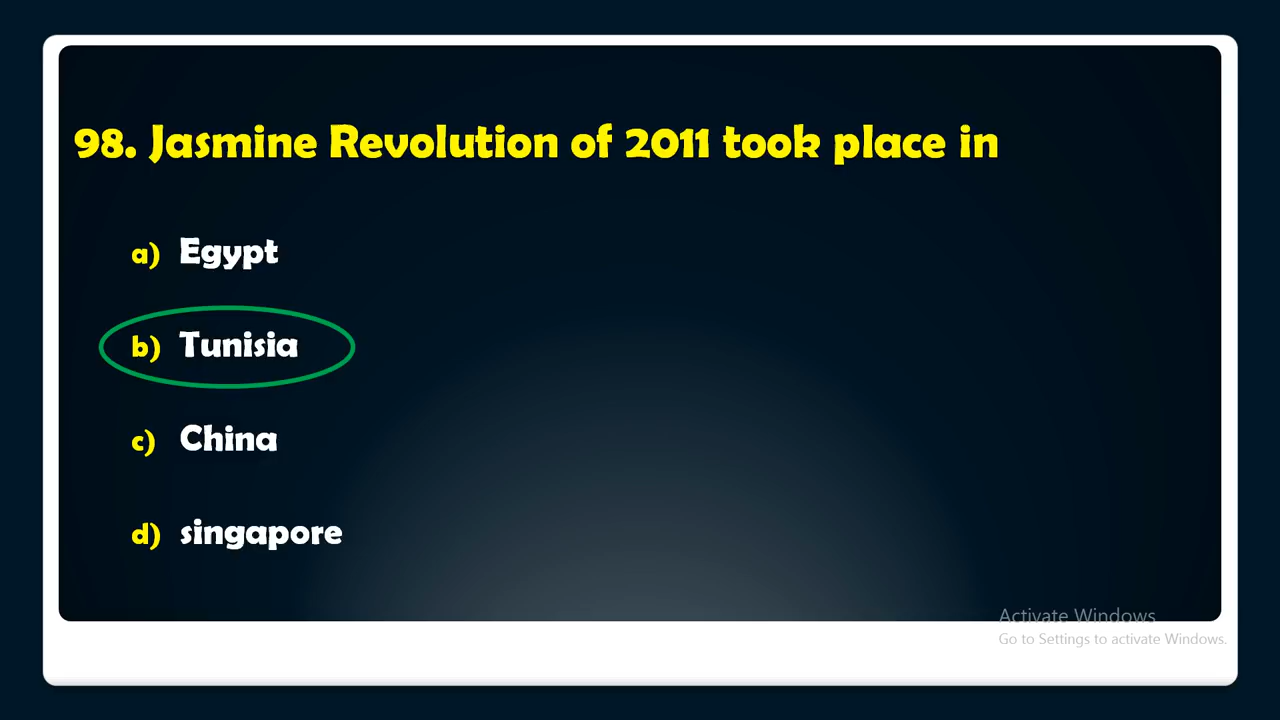 98. Jasmine Revolution of 2011 took place in
a) Egypt
b) Tunisia
c) China
d) singapore
Activate Windows
Go to Settings to activate Windows.